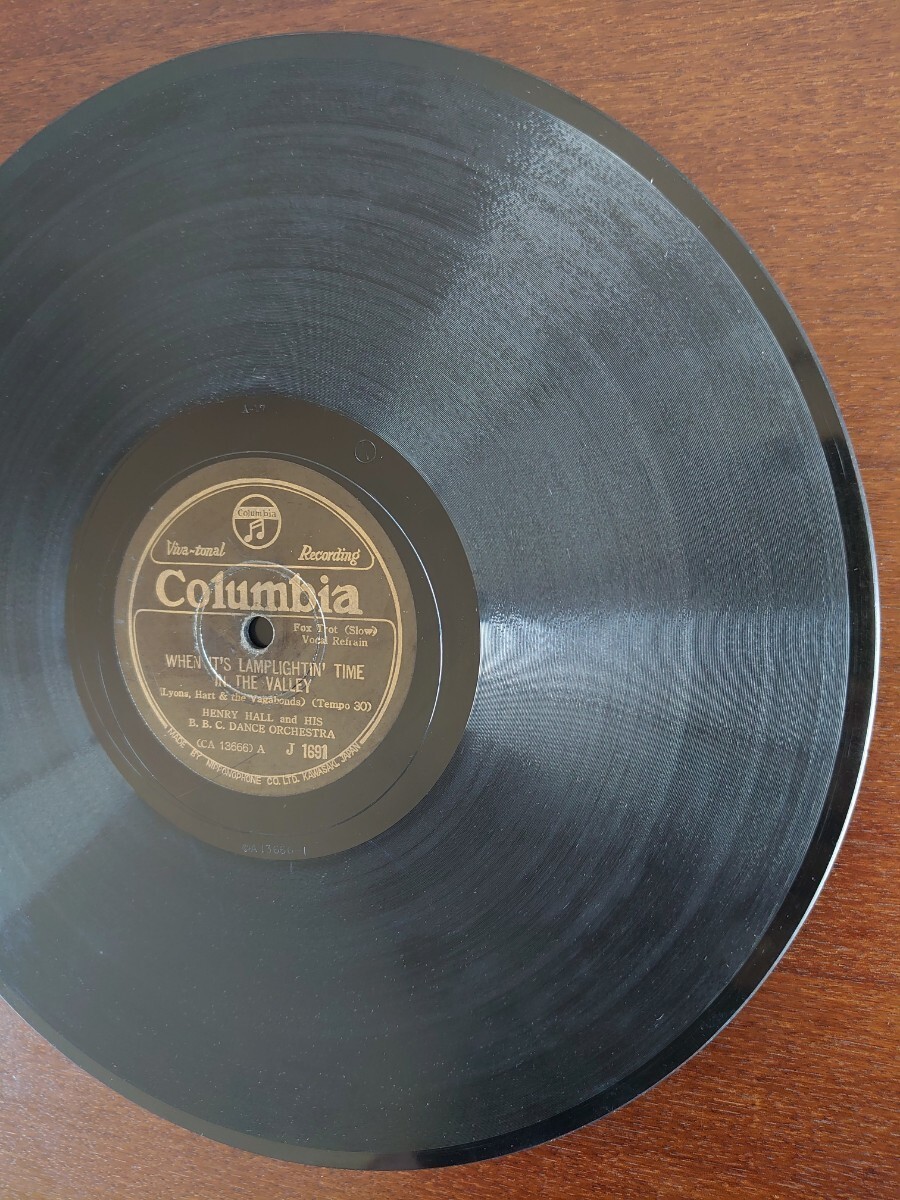 A-17
Columbia
Viva-tonal Recording
Columbia
Fox Trot (Slow)
Vocal Refrain
WHEN IT'S LAMPLIGHTIN' TIME
IN THE VALLEY
(Lyons, Hart & the Vagabonds) (Tempo 30)
HENRY HALL and HIS
B. B. C. DANCE ORCHESTRA
(CA 13666) A J 1691
MADE BY NIPPONOPHONE CO. LTD. KAWASAKI, JAPAN